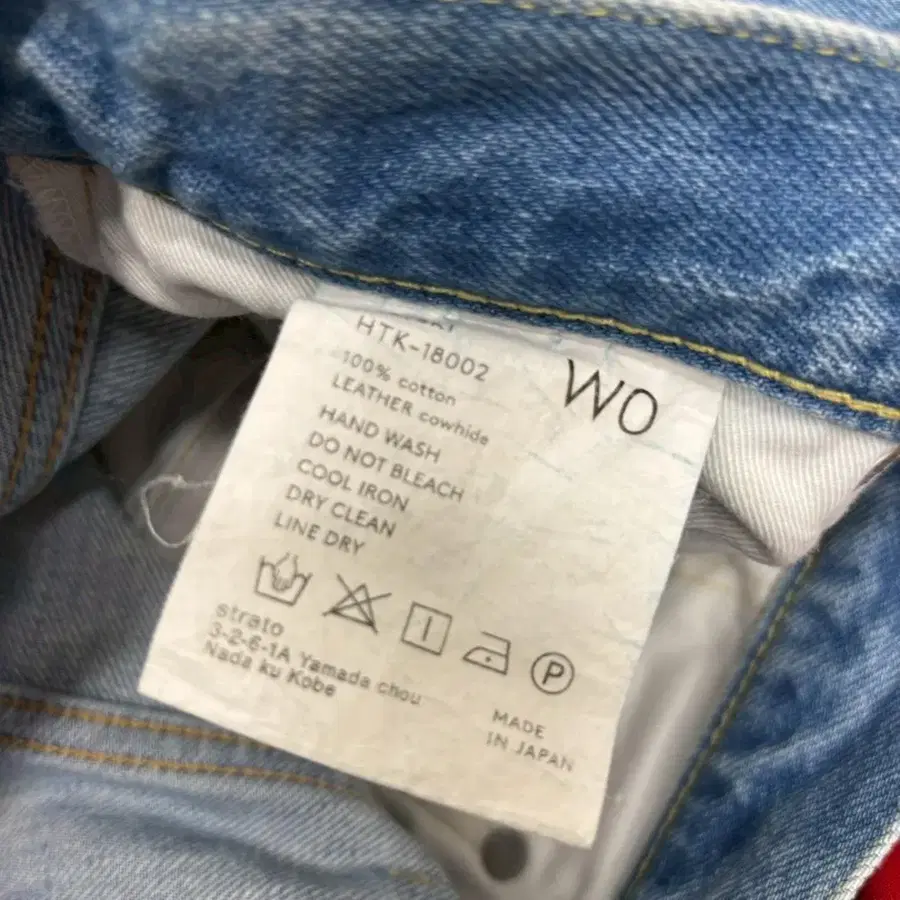 HTK-18002
WO
100% cotton
LEATHER cowhide
HAND WASH
DO NOT BLEACH
COOL IRON
DRY CLEAN
LINE DRY
P
strato
3-2-6-1A Yamada chou
Nada ku Kobe
MADE
IN JAPAN